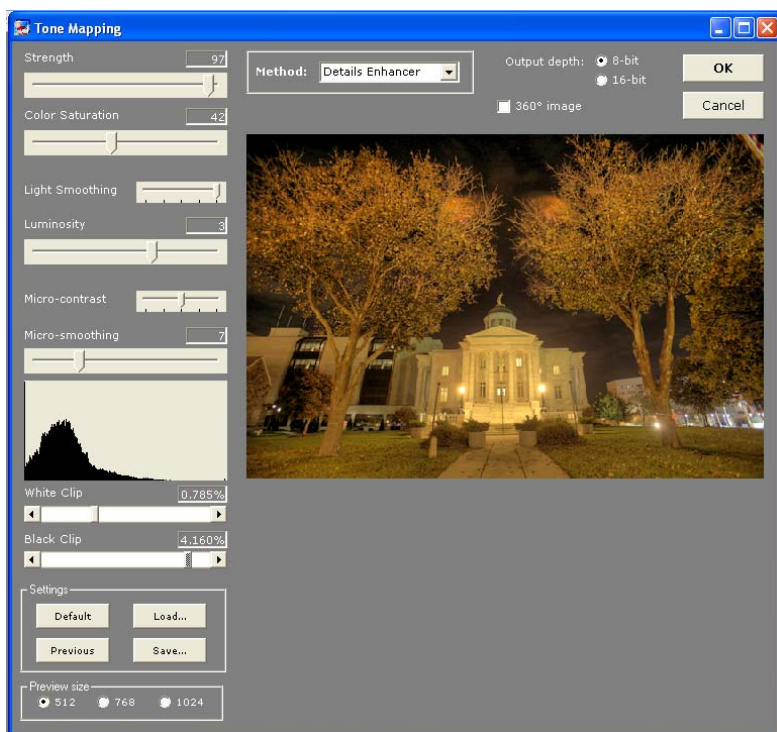 Tone Mapping
Strength 97
Color Saturation 42
Light Smoothing
Luminosity 3
Micro-contrast
Micro-smoothing 7
White Clip 0.785%
Black Clip 4.160%
Settings
Default Load...
Previous Save...
Preview size
512 768 1024
Method: Details Enhancer
Output depth: 8-bit
16-bit
360° image
OK
Cancel